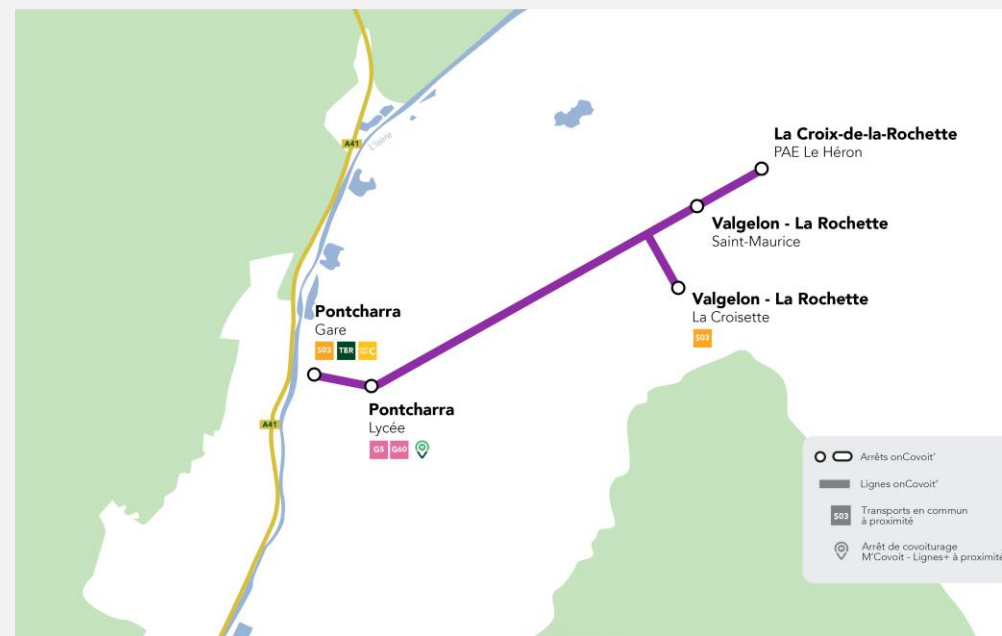 A41
L'Isère
La Croix-de-la-Rochette
PAE Le Héron
Valgelon - La Rochette
Saint-Maurice
Valgelon - La Rochette
La Croisette
S03
Pontcharra
Gare
S03 TER C
Pontcharra
Lycée
G5 G60
A41
Arrêts onCovoit'
Lignes onCovoit'
S03 Transports en commun
à proximité
Arrêt de covoiturage
M'Covoit - Lignes+ à proximité